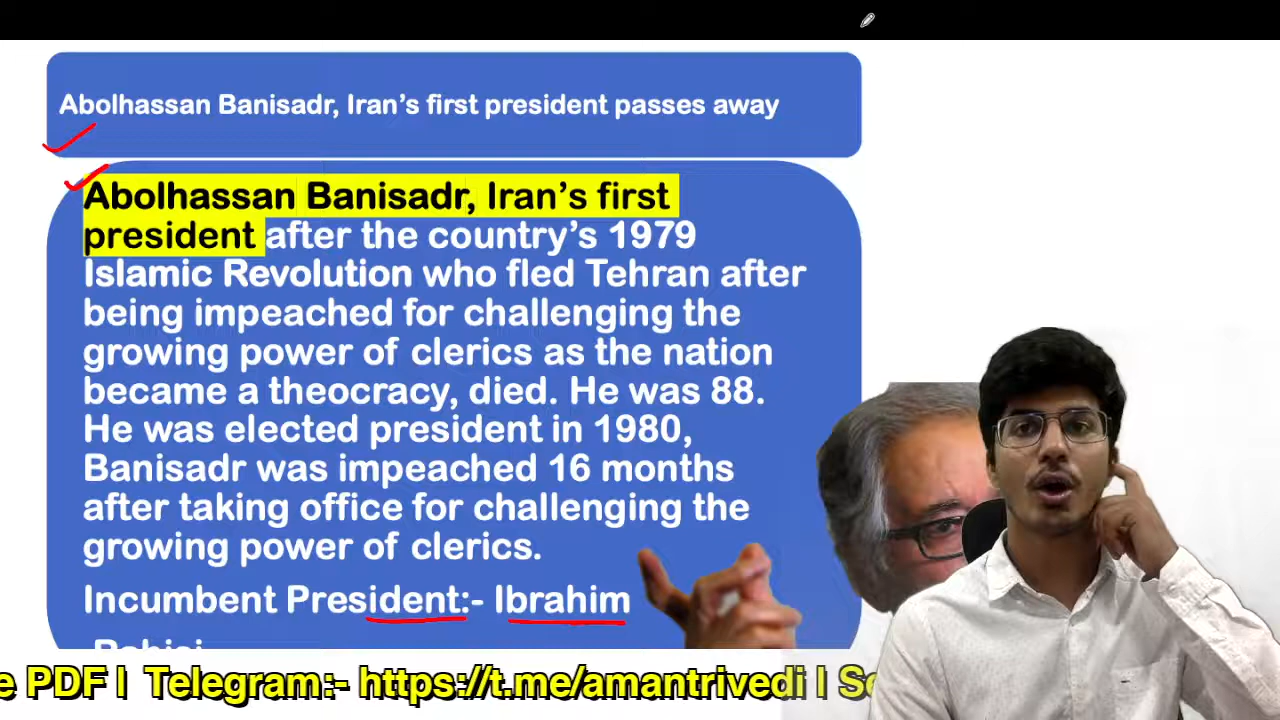 Abolhassan Banisadr, Iran's first president passes away
Abolhassan Banisadr, Iran's first
president after the country's 1979
Islamic Revolution who fled Tehran after
being impeached for challenging the
growing power of clerics as the nation
became a theocracy, died. He was 88.
He was elected president in 1980,
Banisadr was impeached 16 months
after taking office for challenging the
growing power of clerics.
Incumbent President:- Ibrahim
e PDF | Telegram:- https://t.me/amantrivedi | So